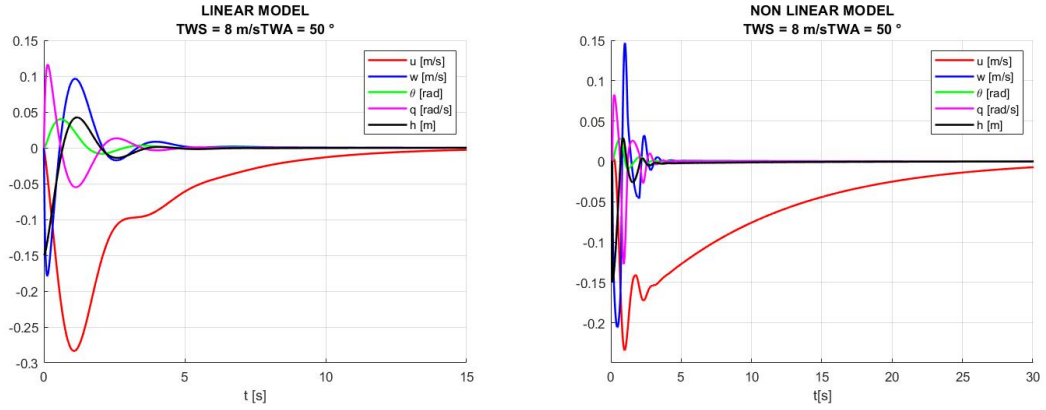 LINEAR MODEL
TWS = 8 m/sTWA = 50 °
0.15
0.1
0.05
0
-0.05
-0.1
-0.15
-0.2
-0.25
-0.3
0
5
10
15
t [s]
u [m/s]
w [m/s]
θ [rad]
q [rad/s]
h [m]
NON LINEAR MODEL
TWS = 8 m/sTWA = 50 °
0.15
0.1
0.05
0
-0.05
-0.1
-0.15
-0.2
0
5
10
15
20
25
30
t[s]
u [m/s]
w [m/s]
θ [rad]
q [rad/s]
h [m]